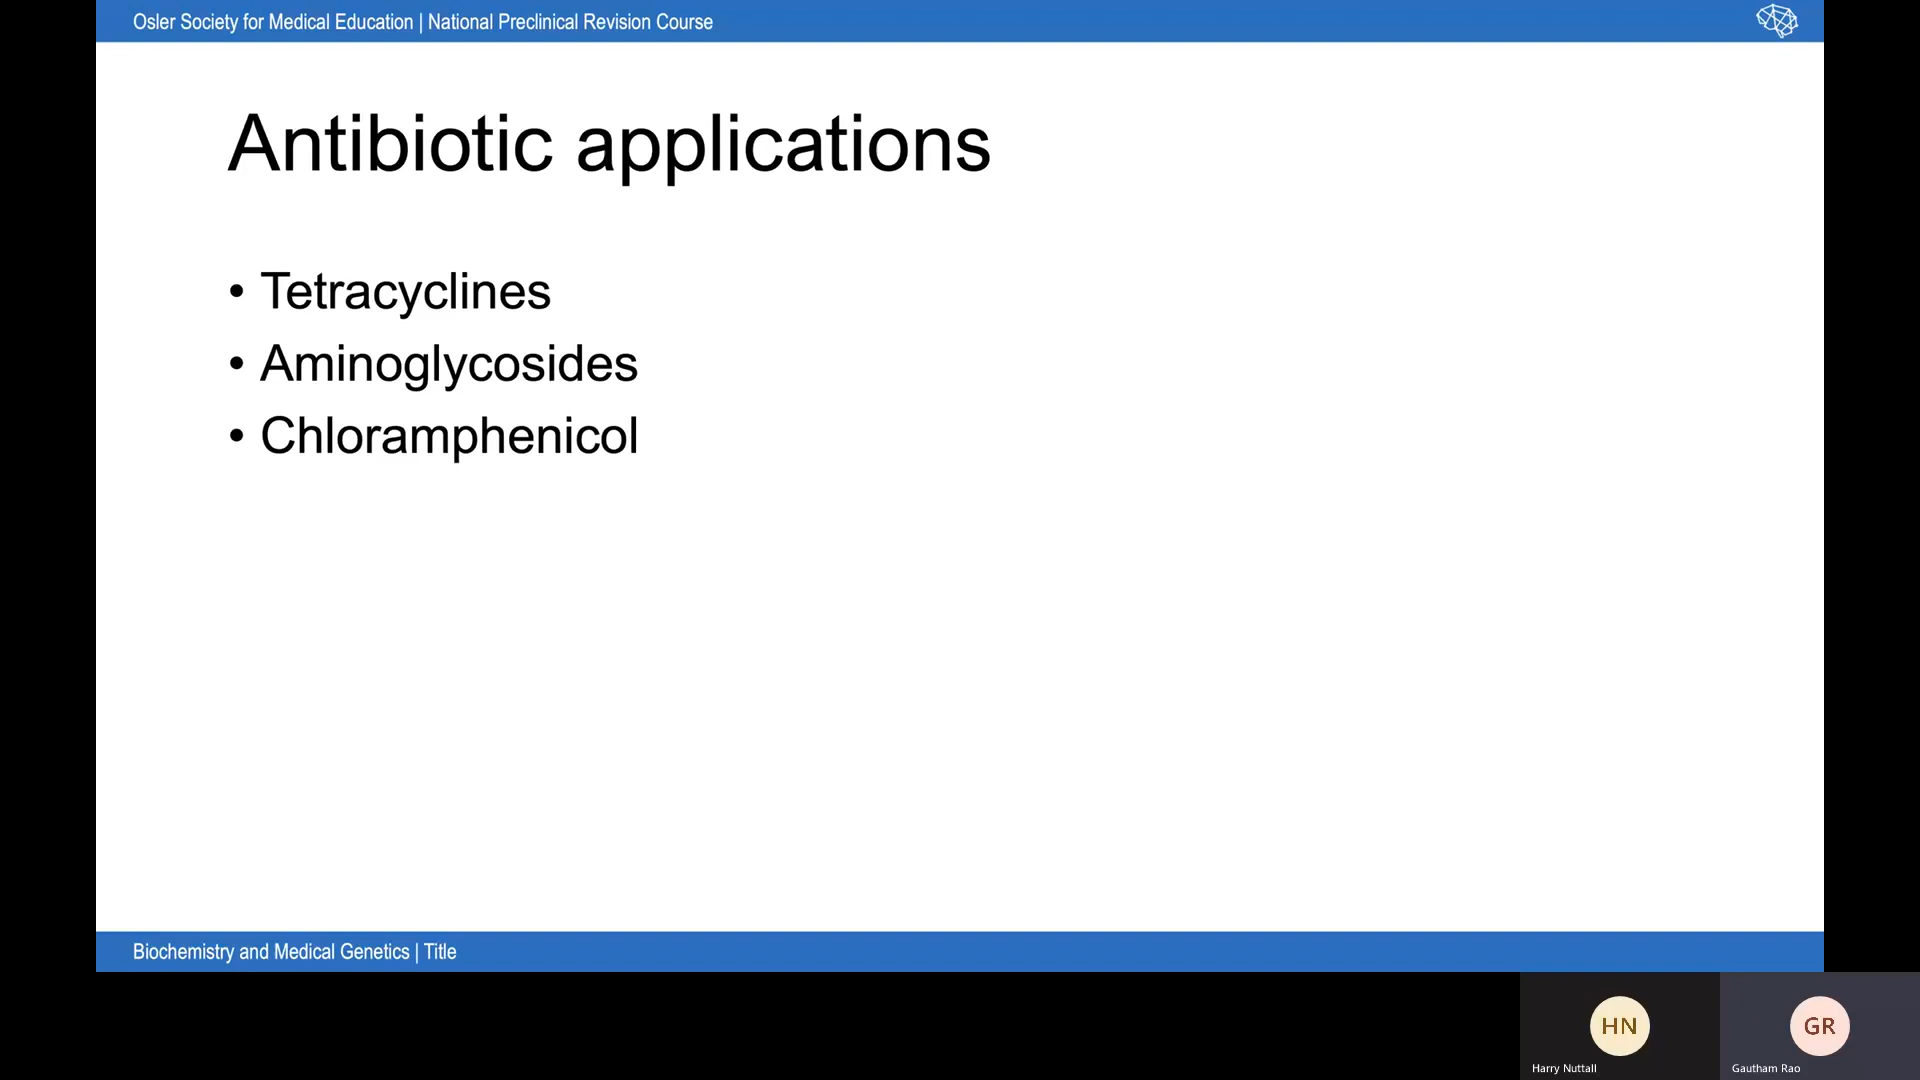 Osler Society for Medical Education | National Preclinical Revision Course
Antibiotic applications
• Tetracyclines
• Aminoglycosides
• Chloramphenicol
Biochemistry and Medical Genetics | Title
HN
GR
Harry Nuttall
Gautham Rao